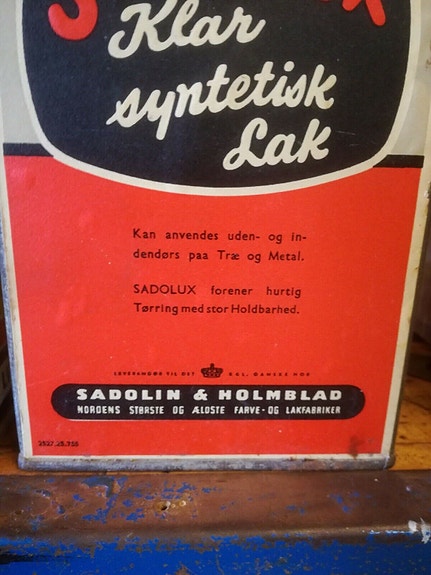 Klar
syntetisk
Lak
Kan anvendes uden- og in-
dendørs paa Træ og Metal.
SADOLUX forener hurtig
Tørring med stor Holdbarhed.
LEVERANDØR TIL DET KGL. DANSKE HOF
SADOLIN & HOLMBLAD
NORDENS STØRSTE OG ÆLDSTE FARVE- OG LAKFABRIKER